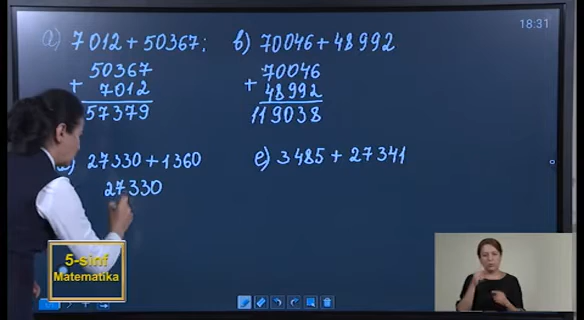 18:31
а) 7012 + 50367;
50367
+ 7012
57379
в) 70046 + 48992
70046
+ 48992
119038
27330 + 1360
27330
е) 3485 + 27341
5-sinf
Matematika